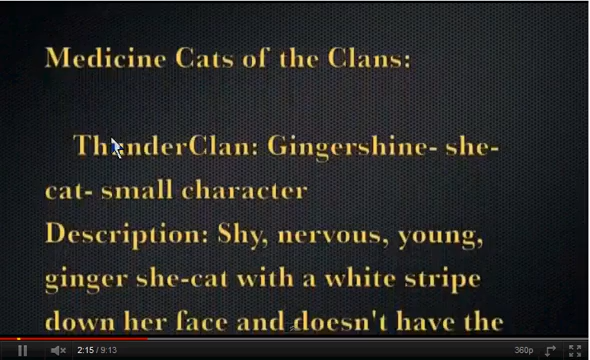 Medicine Cats of the Clans:
ThunderClan: Gingershine- she-
cat- small character
Description: Shy, nervous, young,
ginger she-cat with a white stripe
down her face and doesn't have the
2:15 / 9:13
360p